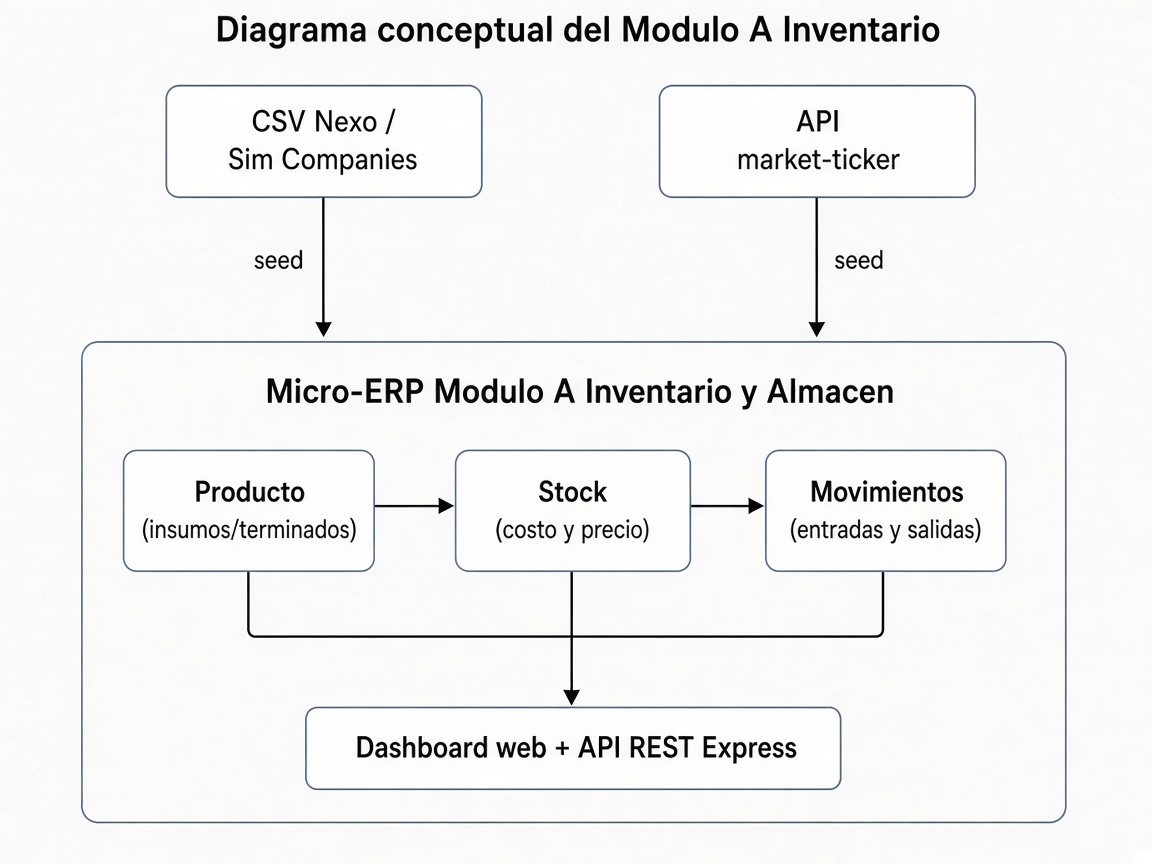 Diagrama conceptual del Modulo A Inventario
CSV Nexo /
Sim Companies
API
market-ticker
seed
seed
Micro-ERP Modulo A Inventario y Almacen
Producto
(insumos/terminados)
Stock
(costo y precio)
Movimientos
(entradas y salidas)
Dashboard web + API REST Express